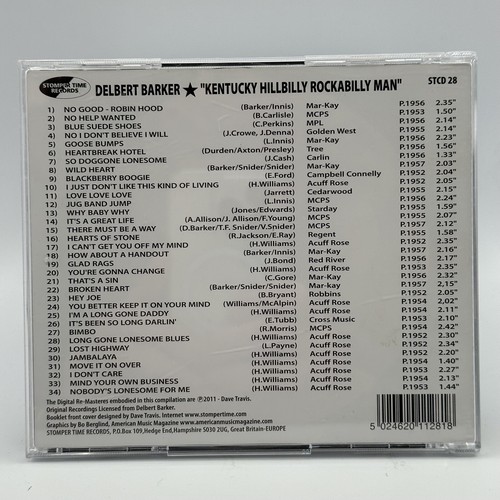 STOMPER TIME RECORDS
DELBERT BARKER ★ "KENTUCKY HILLBILLY ROCKABILLY MAN"
STCD 28
1) NO GOOD - ROBIN HOOD (Barker/Innis) Mar-Kay P.1956 2.35"
2) NO HELP WANTED (B.Carlisle) MCPS P.1953 1.50"
3) BLUE SUEDE SHOES (C.Perkins) MPL P.1956 2.14"
4) NO I DON'T BELIEVE I WILL (J.Crowe, J.Denna) Golden West P.1955 2.14"
5) GOOSE BUMPS (L.Innis) Mar-Kay P.1956 2.23"
6) HEARTBREAK HOTEL (Durden/Axton/Presley) Tree P.1956 1.56"
7) SO DOGGONE LONESOME (J.Cash) Carlin P.1956 1.33"
8) WILD HEART (Barker/Snider/Snider) Mar-Kay P.1957 2.03"
9) BLACKBERRY BOOGIE (E.Ford) Campbell Connelly P.1952 2.04"
10) I JUST DON'T LIKE THIS KIND OF LIVING (H.Williams) Acuff Rose P.1952 2.05"
11) LOVE LOVE LOVE (Jarrett) Cedarwood P.1955 2.15"
12) JUG BAND JUMP (L.Innis) MCPS P.1956 2.24"
13) WHY BABY WHY (Jones/Edwards) Starday P.1955 1.59"
14) IT'S A GREAT LIFE (A.Allison/J.Allison/F.Young) MCPS P.1955 2.07"
15) THERE MUST BE A WAY (D.Barker/T.F. Snider/V.Snider) MCPS P.1957 2.12"
16) HEARTS OF STONE (R.Jackson/E.Ray) Regent P.1955 1.58"
17) I CAN'T GET YOU OFF MY MIND (H.Williams) Acuff Rose P.1952 2.35"
18) HOW ABOUT A HANDOUT (Barker/Innis) Mar-Kay P.1957 2.16"
19) GLAD RAGS (J.Bond) Red River P.1956 2.17"
20) YOU'RE GONNA CHANGE (H.Williams) Acuff Rose P.1953 2.35"
21) THAT'S A SIN (C.Gore) Mar-Kay P.1956 2.32"
22) BROKEN HEART (Barker/Snider/Snider) Mar-Kay P.1957 2.15"
23) HEY JOE (B.Bryant) Robbins P.1952 2.05"
24) YOU BETTER KEEP IT ON YOUR MIND (Williams/McAlpin) Acuff Rose P.1954 2.02"
25) I'M A LONG GONE DADDY (H.Williams) Acuff Rose P.1954 2.11"
26) IT'S BEEN SO LONG DARLIN' (E.Tubb) Cross Music P.1953 2.10"
27) BIMBO (R.Morris) MCPS P.1954 2.42"
28) LONG GONE LONESOME BLUES (H.Williams) Acuff Rose P.1952 2.30"
29) LOST HIGHWAY (L.Payne) Acuff Rose P.1952 2.34"
30) JAMBALAYA (H.Williams) Acuff Rose P.1952 2.20"
31) MOVE IT ON OVER (H.Williams) Acuff Rose P.1954 1.40"
32) I DON'T CARE (H.Williams) Acuff Rose P.1953 2.27"
33) MIND YOUR OWN BUSINESS (H.Williams) Acuff Rose P.1954 2.13"
34) NOBODY'S LONESOME FOR ME (H.Williams) Acuff Rose P.1953 1.44"
The Digital Re-Masteres embodied in this compilation are ℗2011 - Dave Travis.
Original Recordings Licensed from Delbert Barker.
Booklet front cover designed by Dave Travis. Internet www.stompertime.com
Graphics by Bo Berglind, American Music Magazine www.americanmusicmagazine.com
STOMPER TIME RECORDS, P.O.Box 109, Hedge End, Hampshire SO30 2UG, Great Britain-EUROPE
5 024620 112818